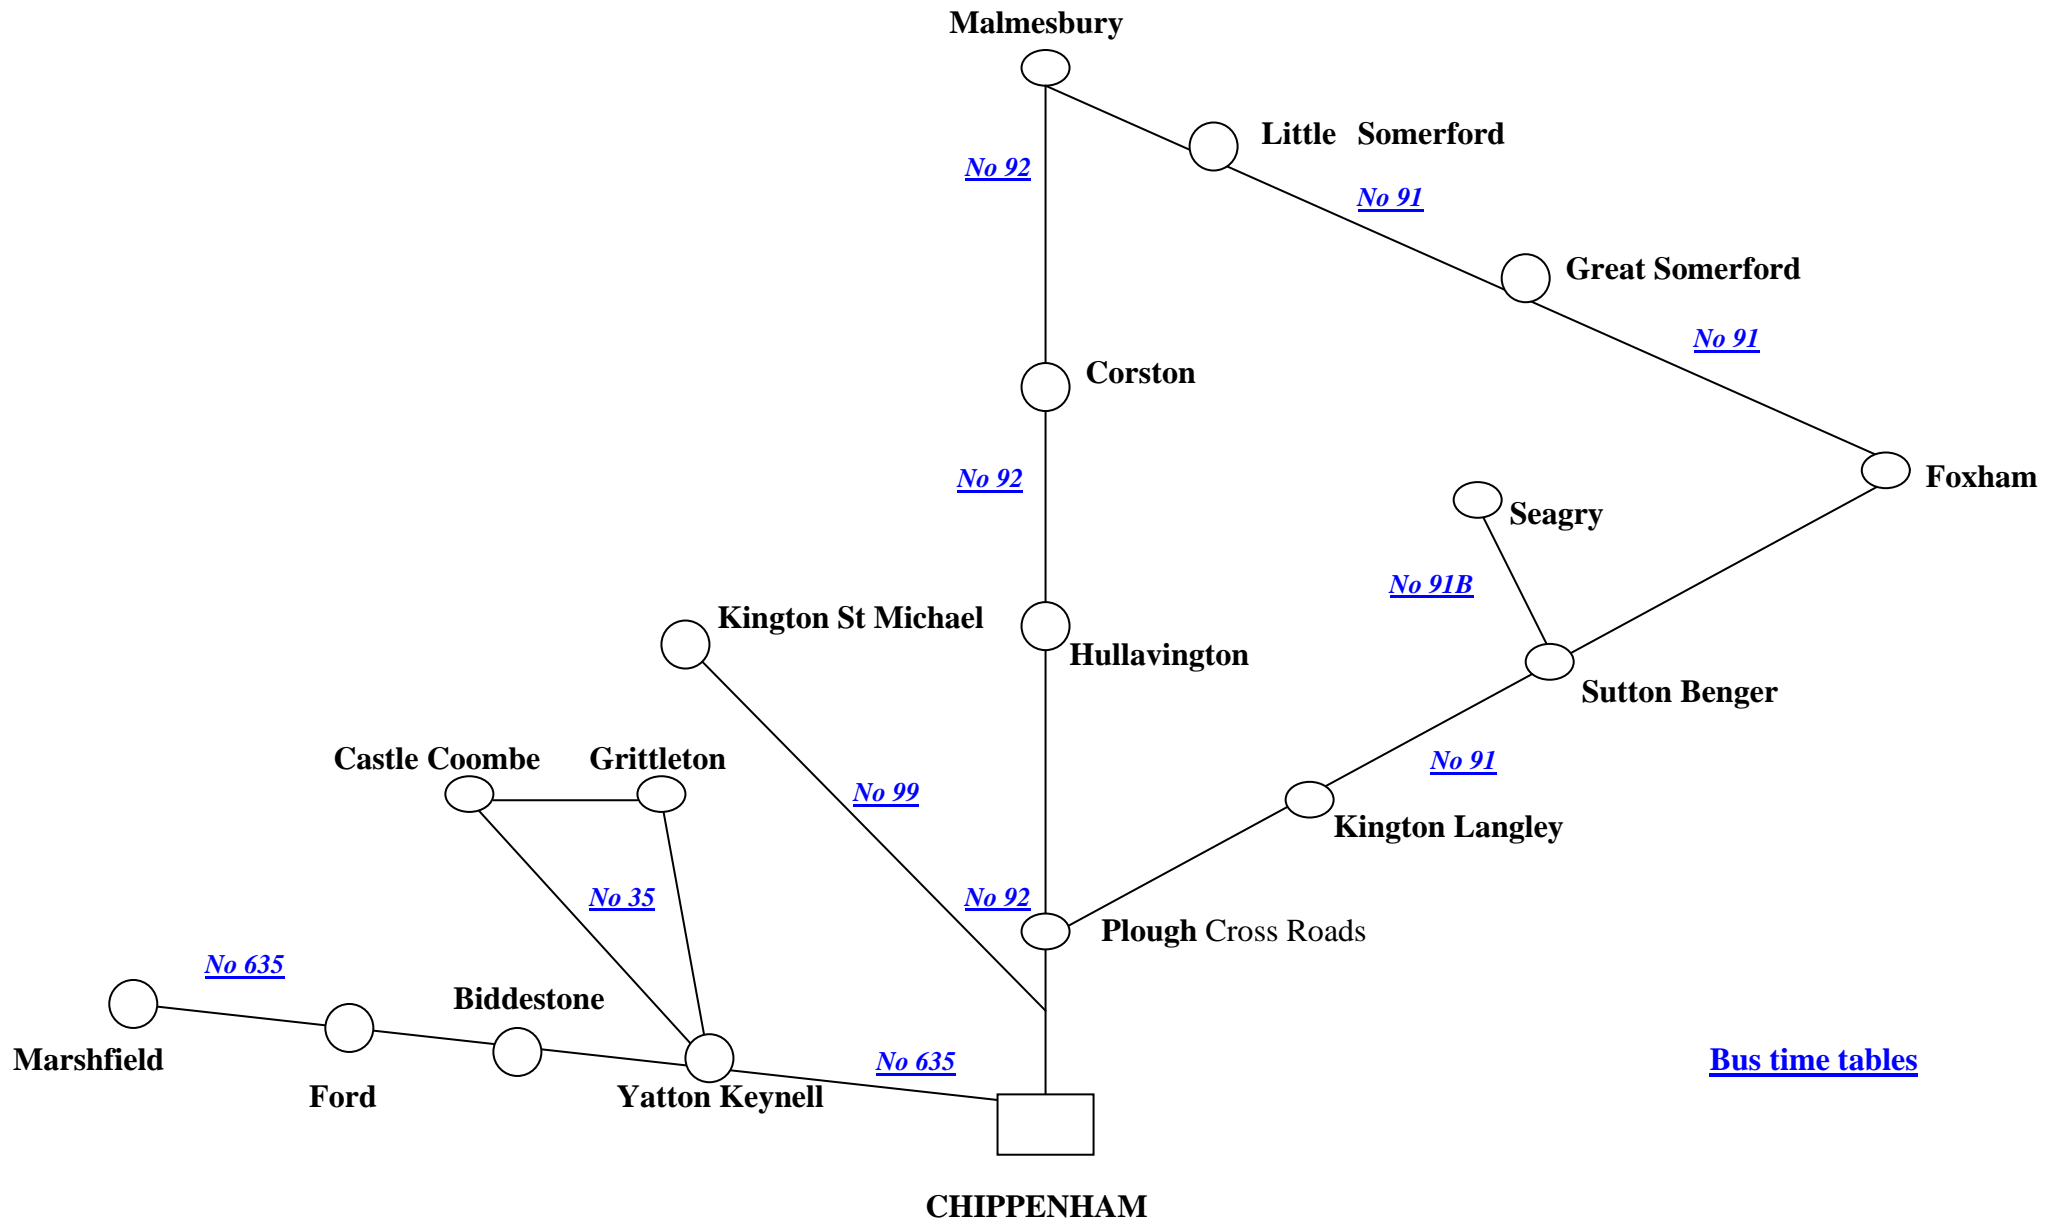 Malmesbury
Little Somerford
No 92
No 91
Great Somerford
No 91
Corston
No 92
Foxham
Seagry
No 91B
Kington St Michael
Hullavington
Sutton Benger
Castle Coombe
Grittleton
No 91
No 99
Kington Langley
No 35
No 92
Plough Cross Roads
No 635
Biddestone
Marshfield
No 635
Bus time tables
Ford
Yatton Keynell
CHIPPENHAM